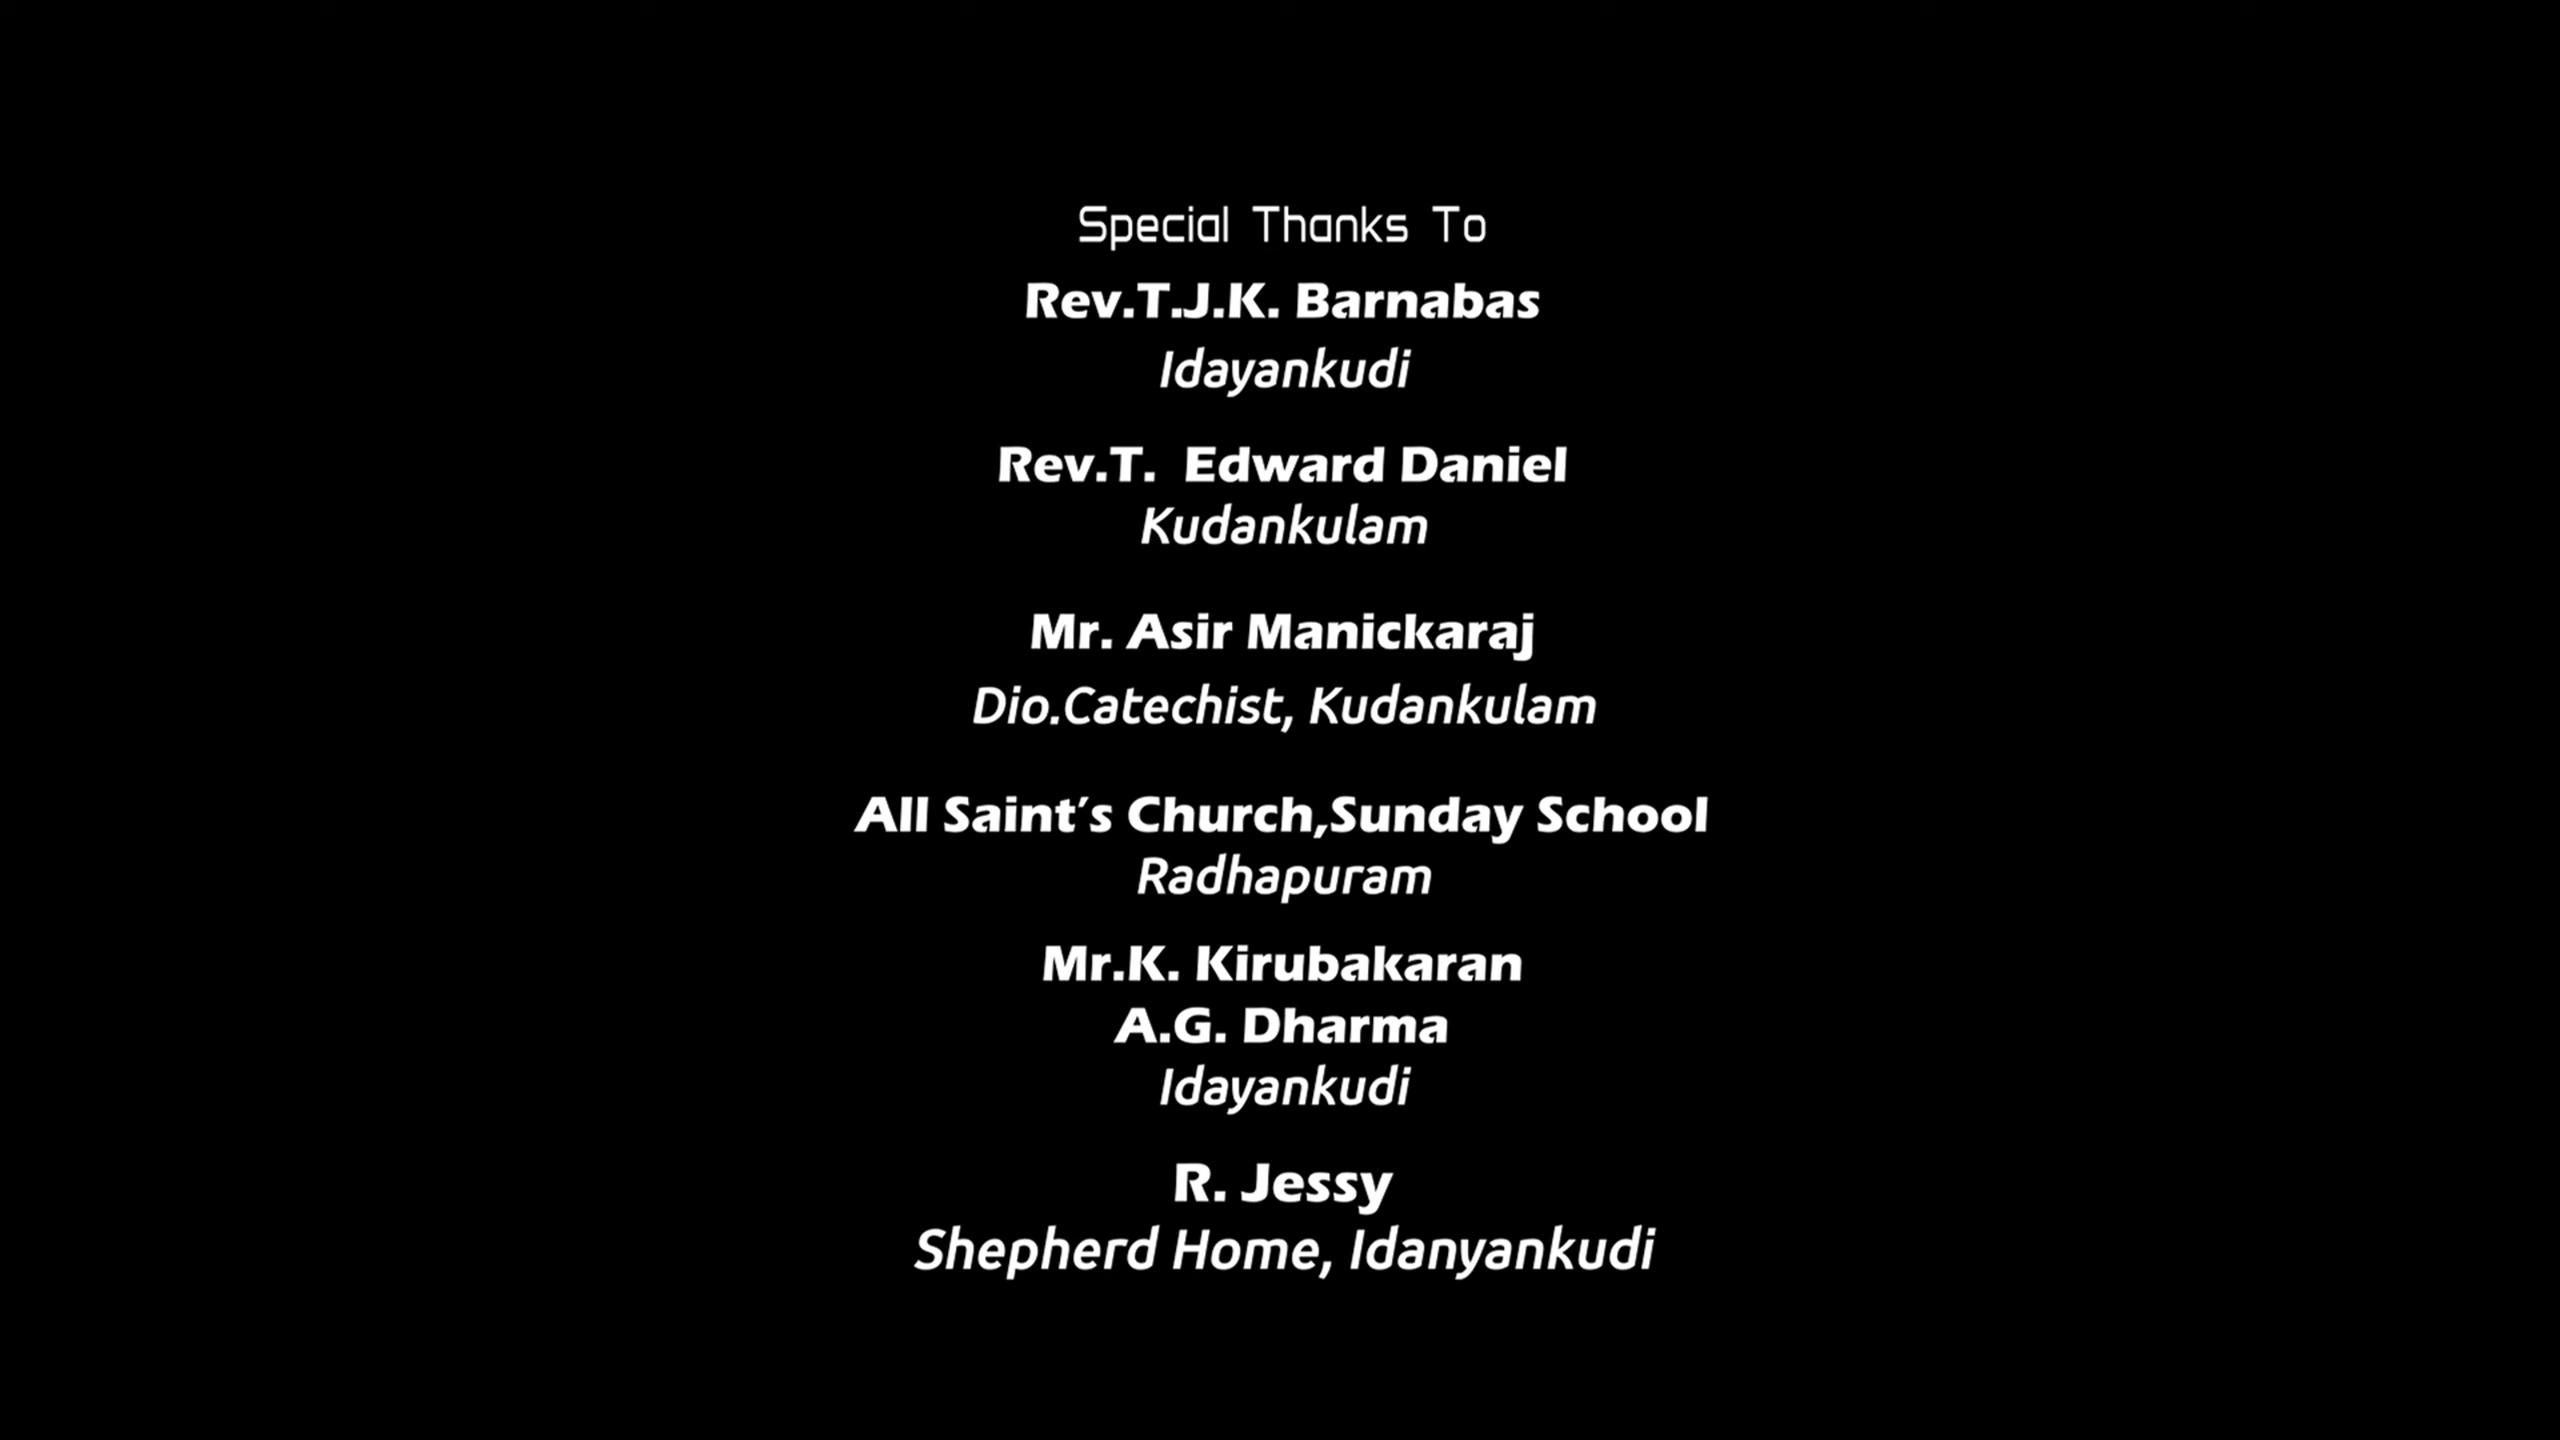 Special Thanks To
Rev.T.J.K. Barnabas
Idayankudi
Rev.T.  Edward Daniel
Kudankulam
Mr. Asir Manickaraj
Dio.Catechist, Kudankulam
All Saint's Church,Sunday School
Radhapuram
Mr.K. Kirubakaran
A.G. Dharma
Idayankudi
R. Jessy
Shepherd Home, Idanyankudi